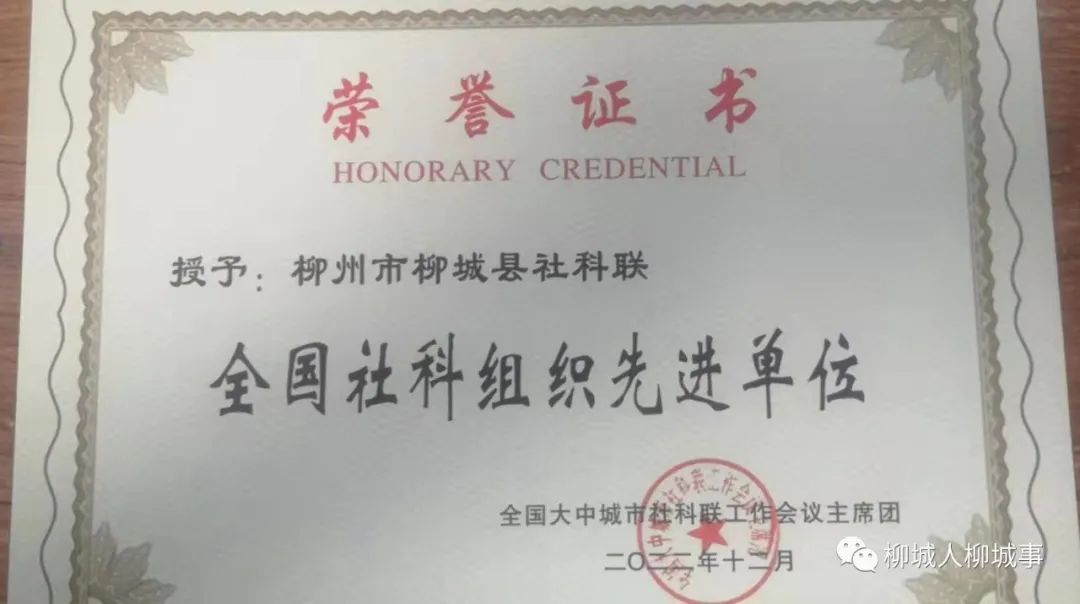 荣誉证书
HONORARY CREDENTIAL
授予：柳州市柳城县社科联
全国社科组织先进单位
全国大中城市社科联工作会议主席团
二〇二二年十二月
柳城人柳城事